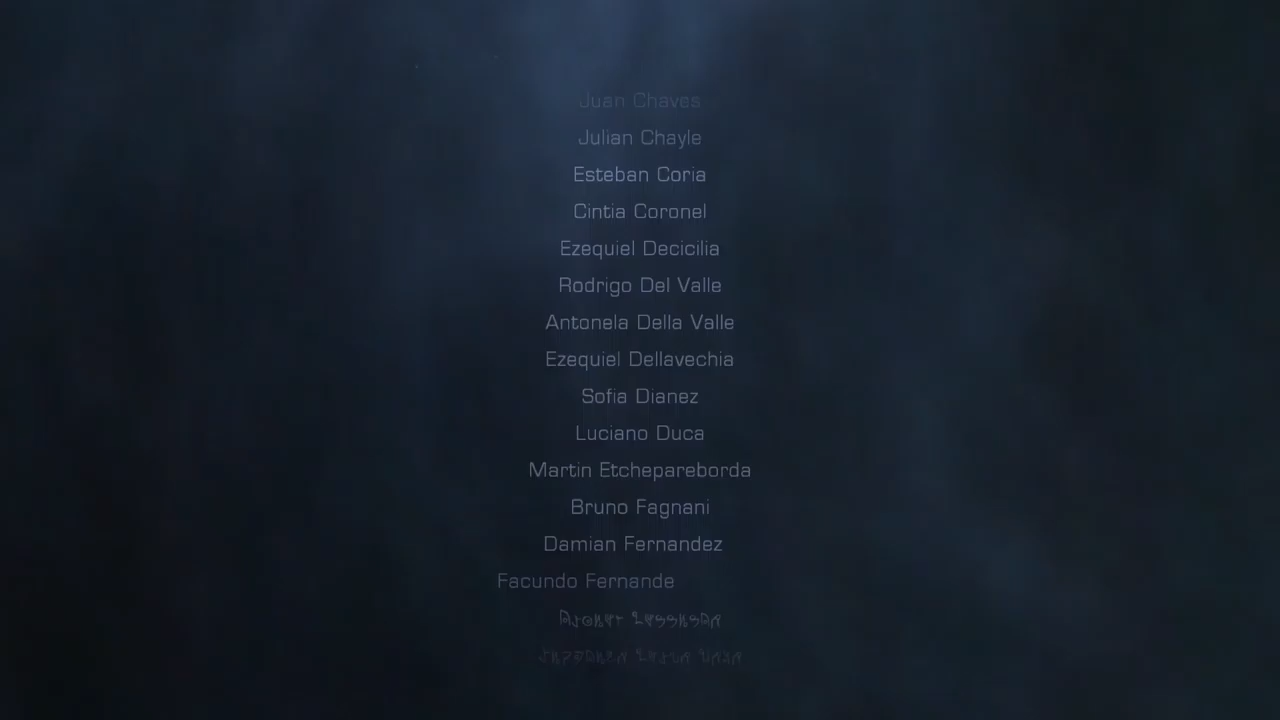 Juan Chaves
Julian Chayle
Esteban Coria
Cintia Coronel
Ezequiel Decicilia
Rodrigo Del Valle
Antonela Della Valle
Ezequiel Dellavechia
Sofia Dianez
Luciano Duca
Martin Etchepareborda
Bruno Fagnani
Damian Fernandez
Facundo Fernande